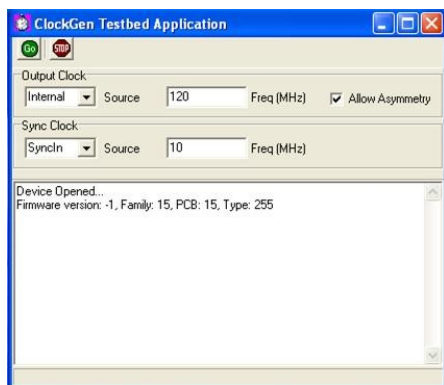 ClockGen Testbed Application
Go STOP
Output Clock
Internal Source 120 Freq (MHz) Allow Asymmetry
Sync Clock
SyncIn Source 10 Freq (MHz)
Device Opened...
Firmware version: -1, Family: 15, PCB: 15, Type: 255